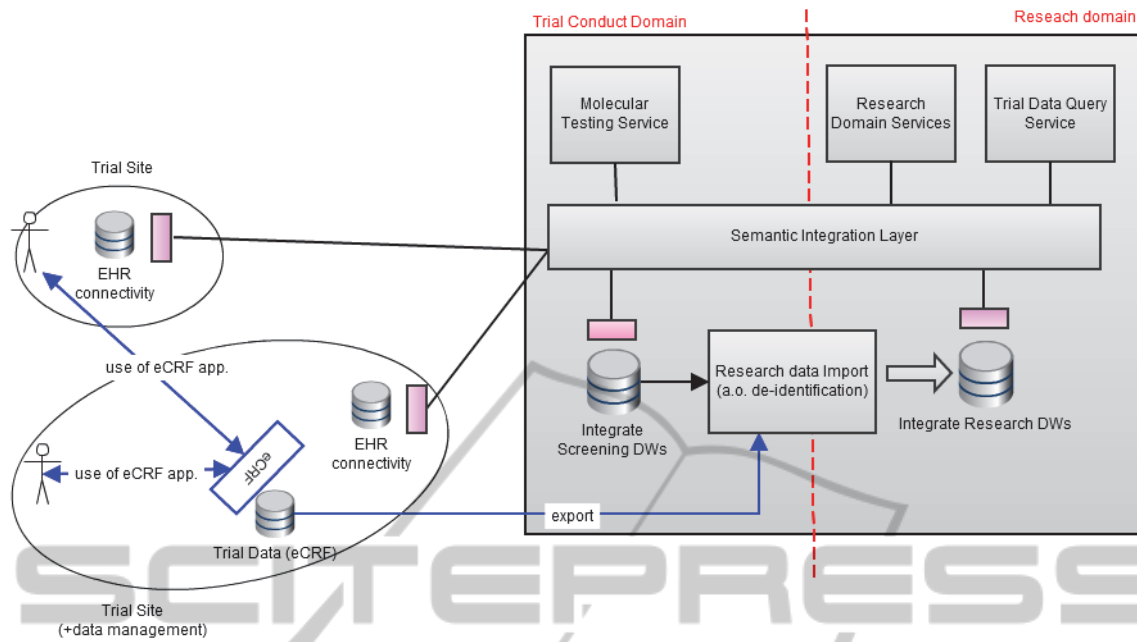 Trial Conduct Domain
Reseach domain
Molecular
Testing Service
Research
Domain Services
Trial Data Query
Service
Trial Site
EHR
connectivity
Semantic Integration Layer
use of eCRF app.
Research data Import
(a.o. de-identification)
Integrate
Screening DWs
Integrate Research DWs
EHR
connectivity
use of eCRF app.
eCRF
export
Trial Data (eCRF)
Trial Site
(+data management)
SCITEPRESS